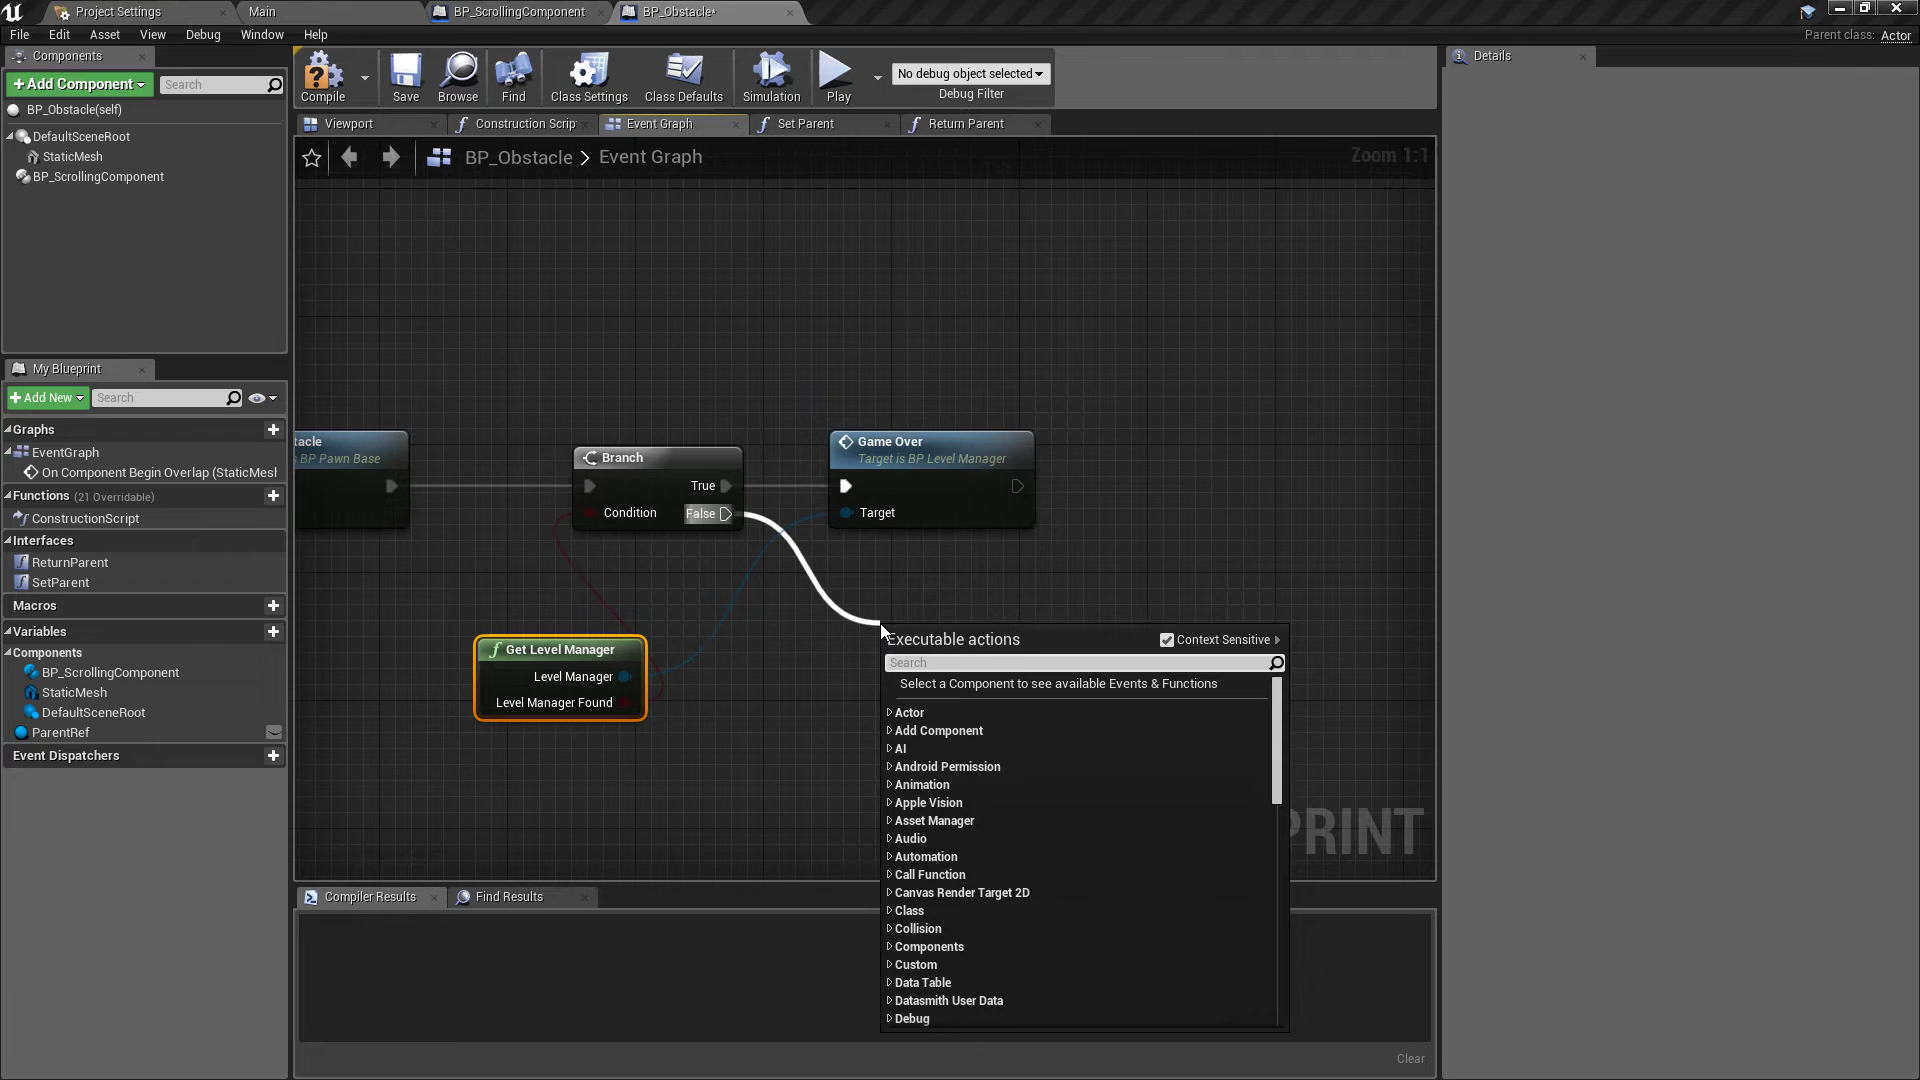 Project Settings
Main
BP_ScrollingComponent
BP_Obstacle*
File
Edit
Asset
View
Debug
Window
Help
Parent class: Actor
Components
Add Component
Search
BP_Obstacle(self)
DefaultSceneRoot
StaticMesh
BP_ScrollingComponent
Compile
Save
Browse
Find
Class Settings
Class Defaults
Simulation
Play
No debug object selected
Debug Filter
Details
Viewport
Construction Scrip
Event Graph
Set Parent
Return Parent
BP_Obstacle > Event Graph
Zoom 1:1
My Blueprint
Add New
Search
Graphs
EventGraph
On Component Begin Overlap (StaticMesh
Functions (21 Overridable)
ConstructionScript
Interfaces
ReturnParent
SetParent
Macros
Variables
Components
BP_ScrollingComponent
StaticMesh
DefaultSceneRoot
ParentRef
Event Dispatchers
tacle
s BP Pawn Base
Branch
True
Condition
False
Game Over
Target is BP Level Manager
Target
Get Level Manager
Level Manager
Level Manager Found
Executable actions
Context Sensitive
Search
Select a Component to see available Events & Functions
Actor
Add Component
AI
Android Permission
Animation
Apple Vision
Asset Manager
Audio
Automation
Call Function
Canvas Render Target 2D
Class
Collision
Components
Custom
Data Table
Datasmith User Data
Debug
PRINT
Compiler Results
Find Results
Clear